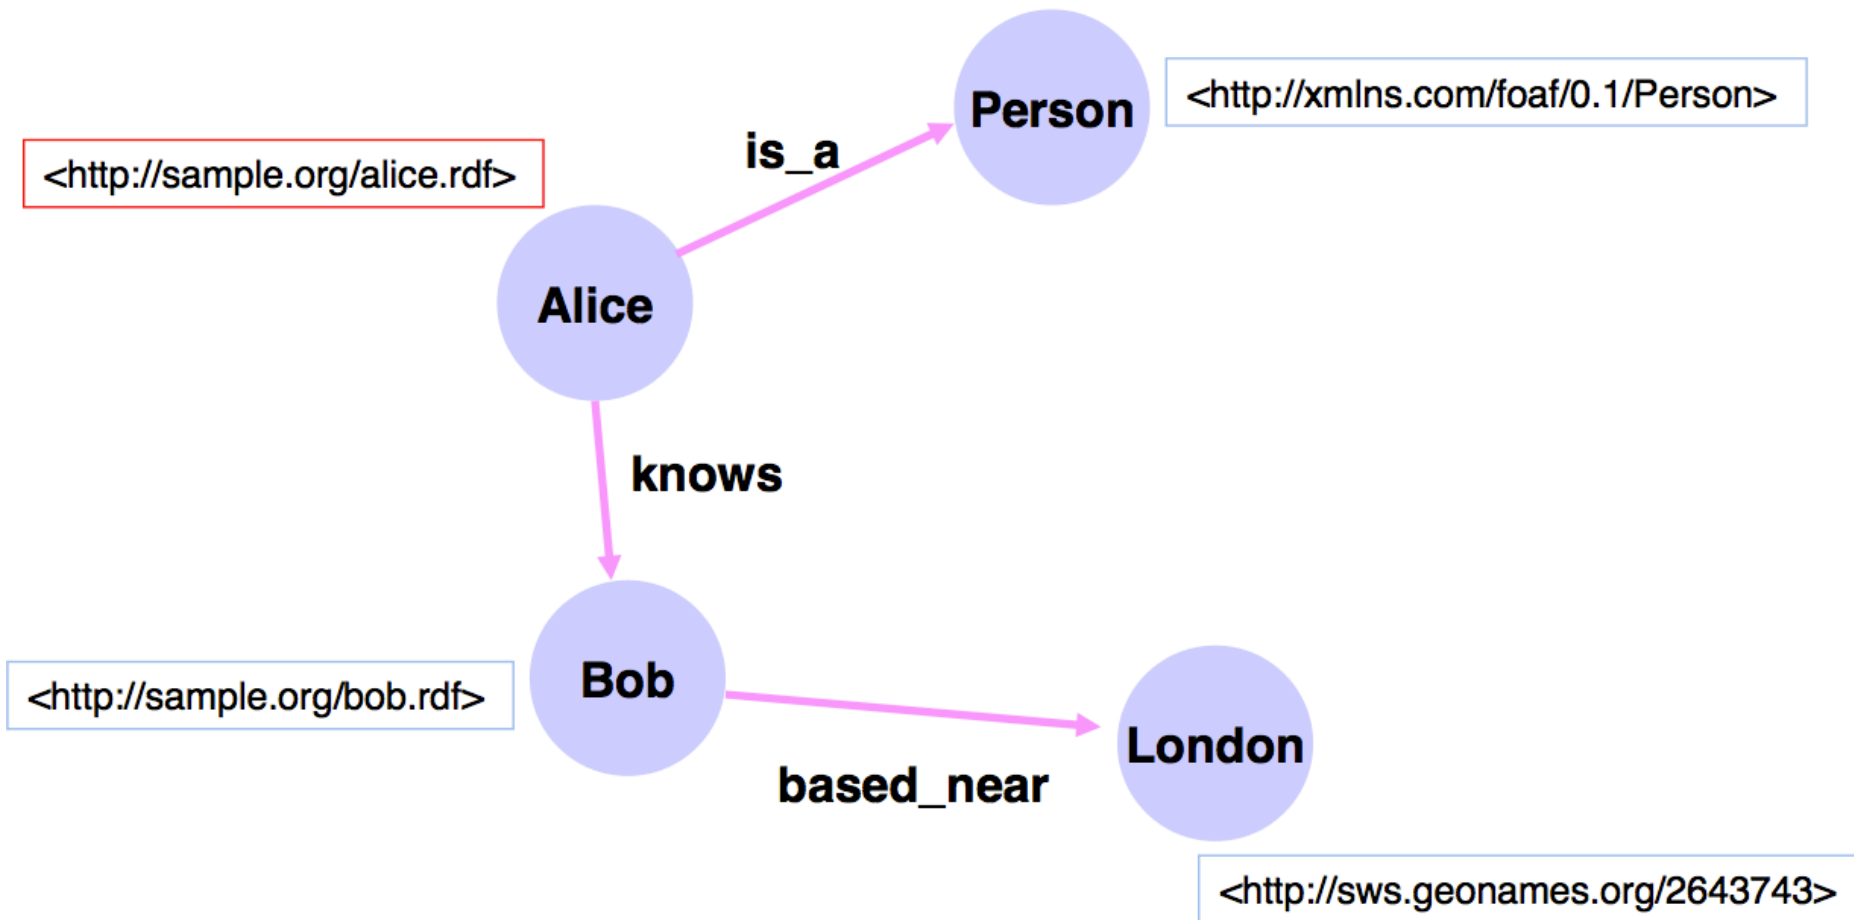 Person
<http://xmlns.com/foaf/0.1/Person>
is_a
<http://sample.org/alice.rdf>
Alice
knows
Bob
<http://sample.org/bob.rdf>
London
based_near
<http://sws.geonames.org/2643743>